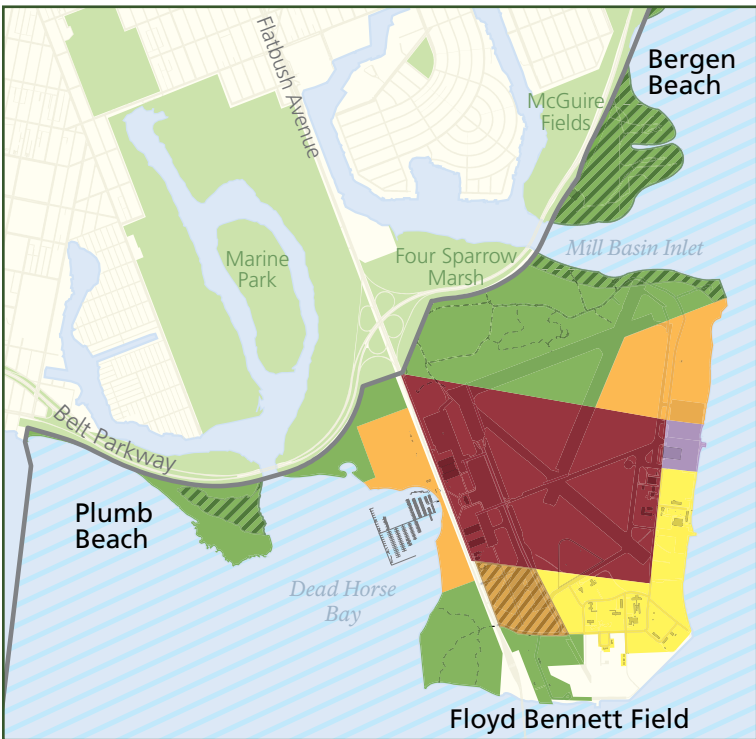 Flatbush Avenue
Bergen
Beach
McGuire
Fields
Mill Basin Inlet
Four Sparrow
Marsh
Marine
Park
Belt Parkway
Plumb
Beach
Dead Horse
Bay
Floyd Bennett Field